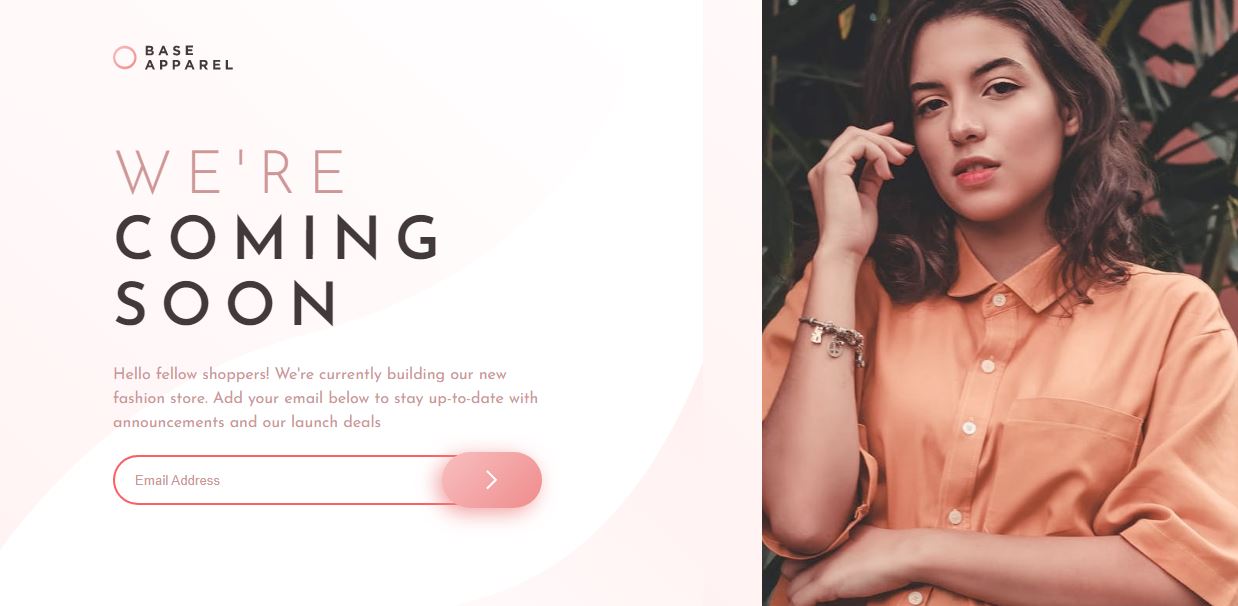 BASE
APPAREL
WE'RE
COMING
SOON
Hello fellow shoppers! We're currently building our new
fashion store. Add your email below to stay up-to-date with
announcements and our launch deals
Email Address